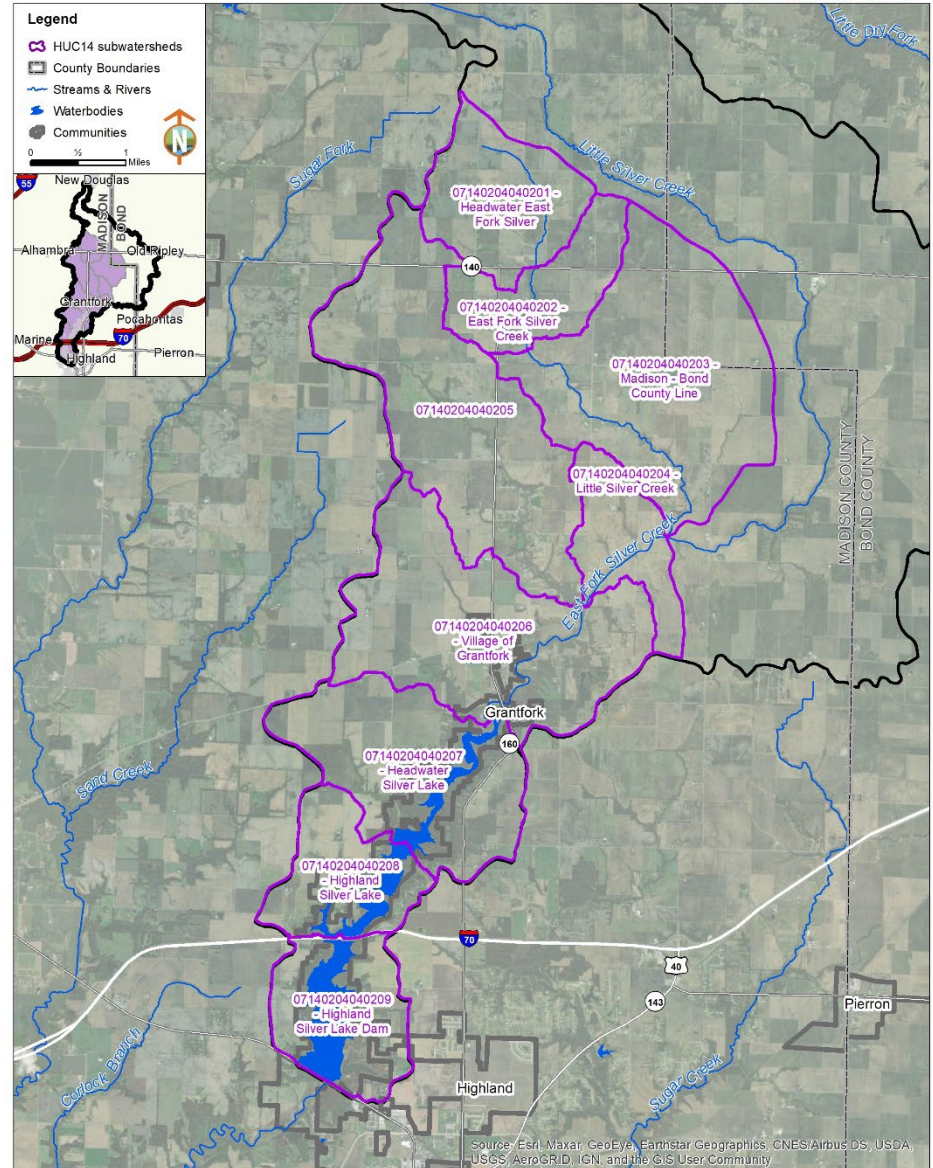 Legend
HUC14 subwatersheds
County Boundaries
Streams & Rivers
Waterbodies
Communities
0 ½ 1
Miles
N
55
New Douglas
MADISON
BOND
Alhambra
Old Ripley
Grantfork
Pocahontas
Marine
70
Highland
Pierron
Little Dry Fork
Sugar Fork
Little Silver Creek
07140204040201 -
Headwater East
Fork Silver
140
07140204040202 -
East Fork Silver
Creek
07140204040203 -
Madison - Bond
County Line
07140204040205
07140204040204 -
Little Silver Creek
MADISON COUNTY
BOND COUNTY
East Fork Silver Creek
07140204040206
- Village of
Grantfork
Grantfork
160
07140204040207
- Headwater
Silver Lake
Sand Creek
07140204040208
- Highland
Silver Lake
70
40
143
Pierron
07140204040209
- Highland
Silver Lake Dam
Corlock Branch
Highland
Sugar Creek
Source: Esri, Maxar, GeoEye, Earthstar Geographics, CNES/Airbus DS, USDA,
USGS, AeroGRID, IGN, and the GIS User Community